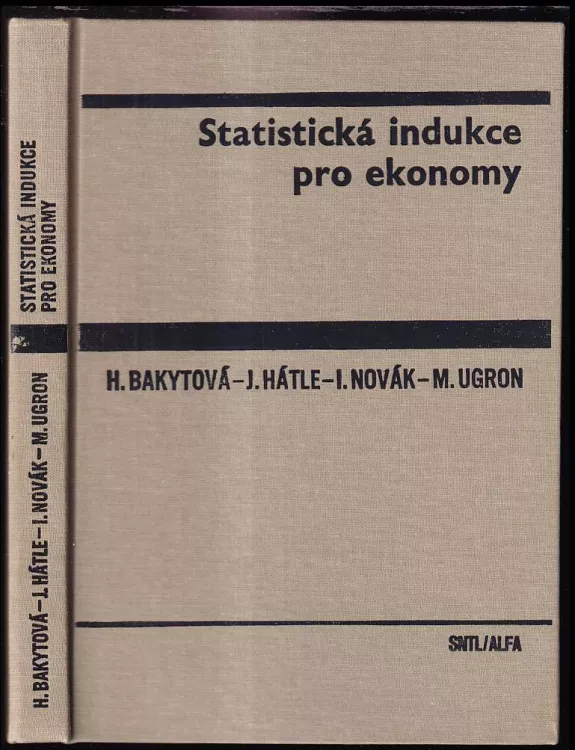 Statistická indukce
pro ekonomy
H. BAKYTOVÁ–J. HÁTLE–I. NOVÁK–M. UGRON
SNTL/ALFA
STATISTICKÁ INDUKCE
PRO EKONOMY
H. BAKYTOVÁ–J. HÁTLE–I. NOVÁK–M. UGRON